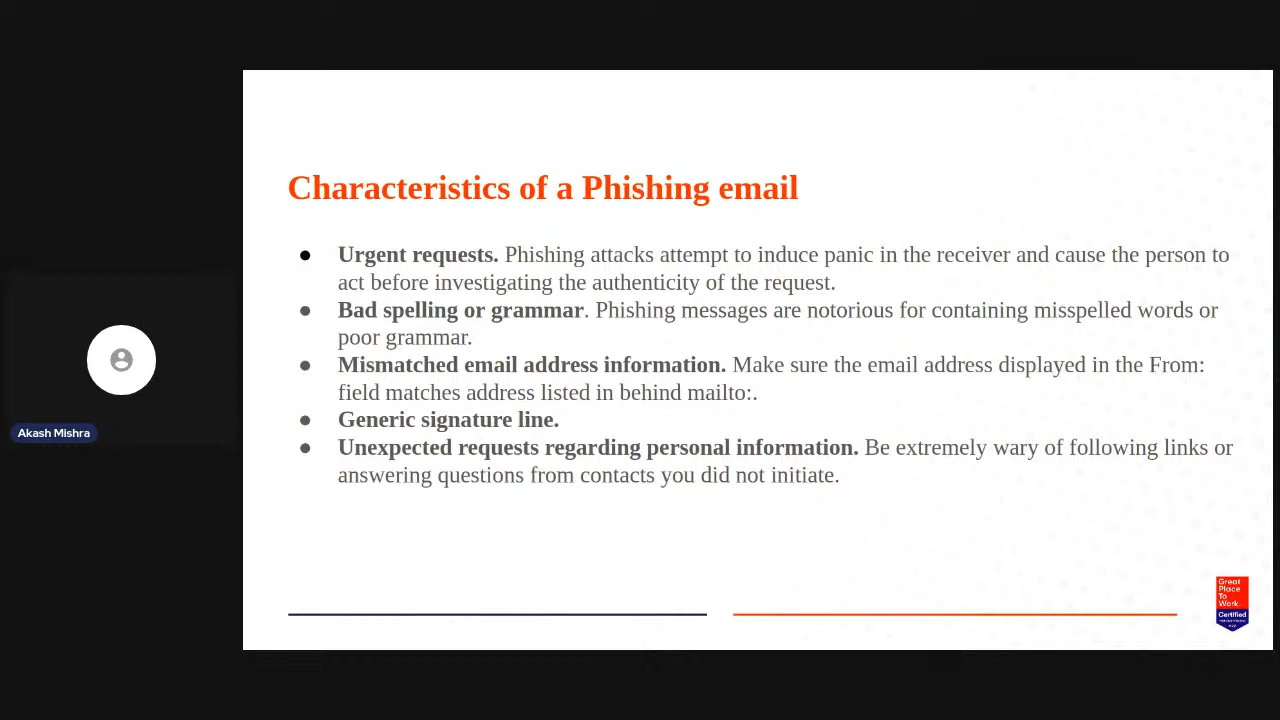 Characteristics of a Phishing email
● Urgent requests. Phishing attacks attempt to induce panic in the receiver and cause the person to
act before investigating the authenticity of the request.
● Bad spelling or grammar. Phishing messages are notorious for containing misspelled words or
poor grammar.
● Mismatched email address information. Make sure the email address displayed in the From:
field matches address listed in behind mailto:.
● Generic signature line.
● Unexpected requests regarding personal information. Be extremely wary of following links or
answering questions from contacts you did not initiate.
Akash Mishra
Great
Place
To
Work.
Certified